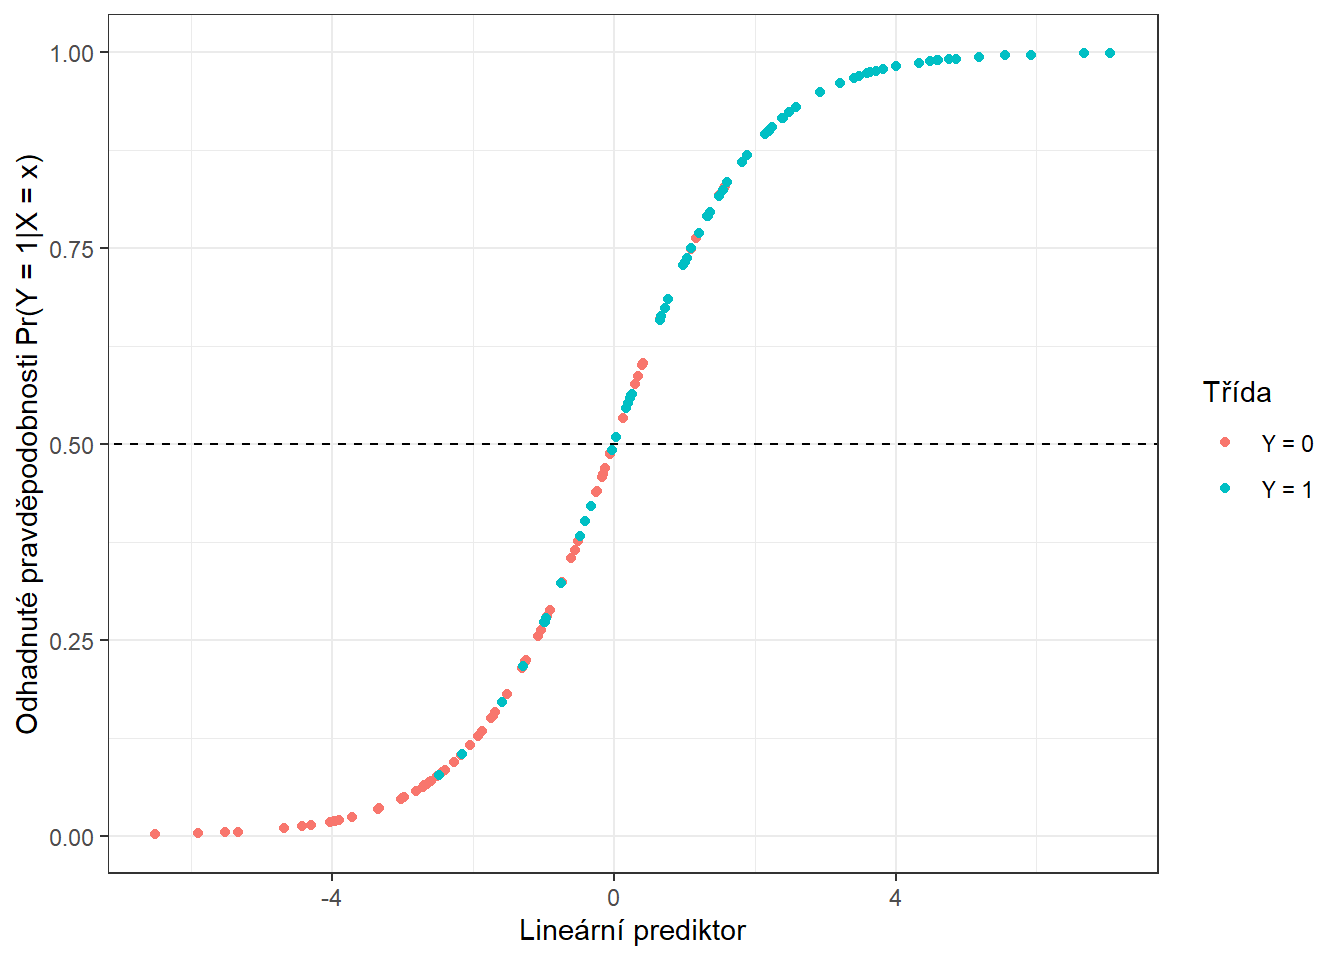 Odhadnuté pravděpodobnosti Pr(Y = 1|X = x)
1.00
0.75
0.50
0.25
0.00
-4
0
4
Lineární prediktor
Třída
Y = 0
Y = 1